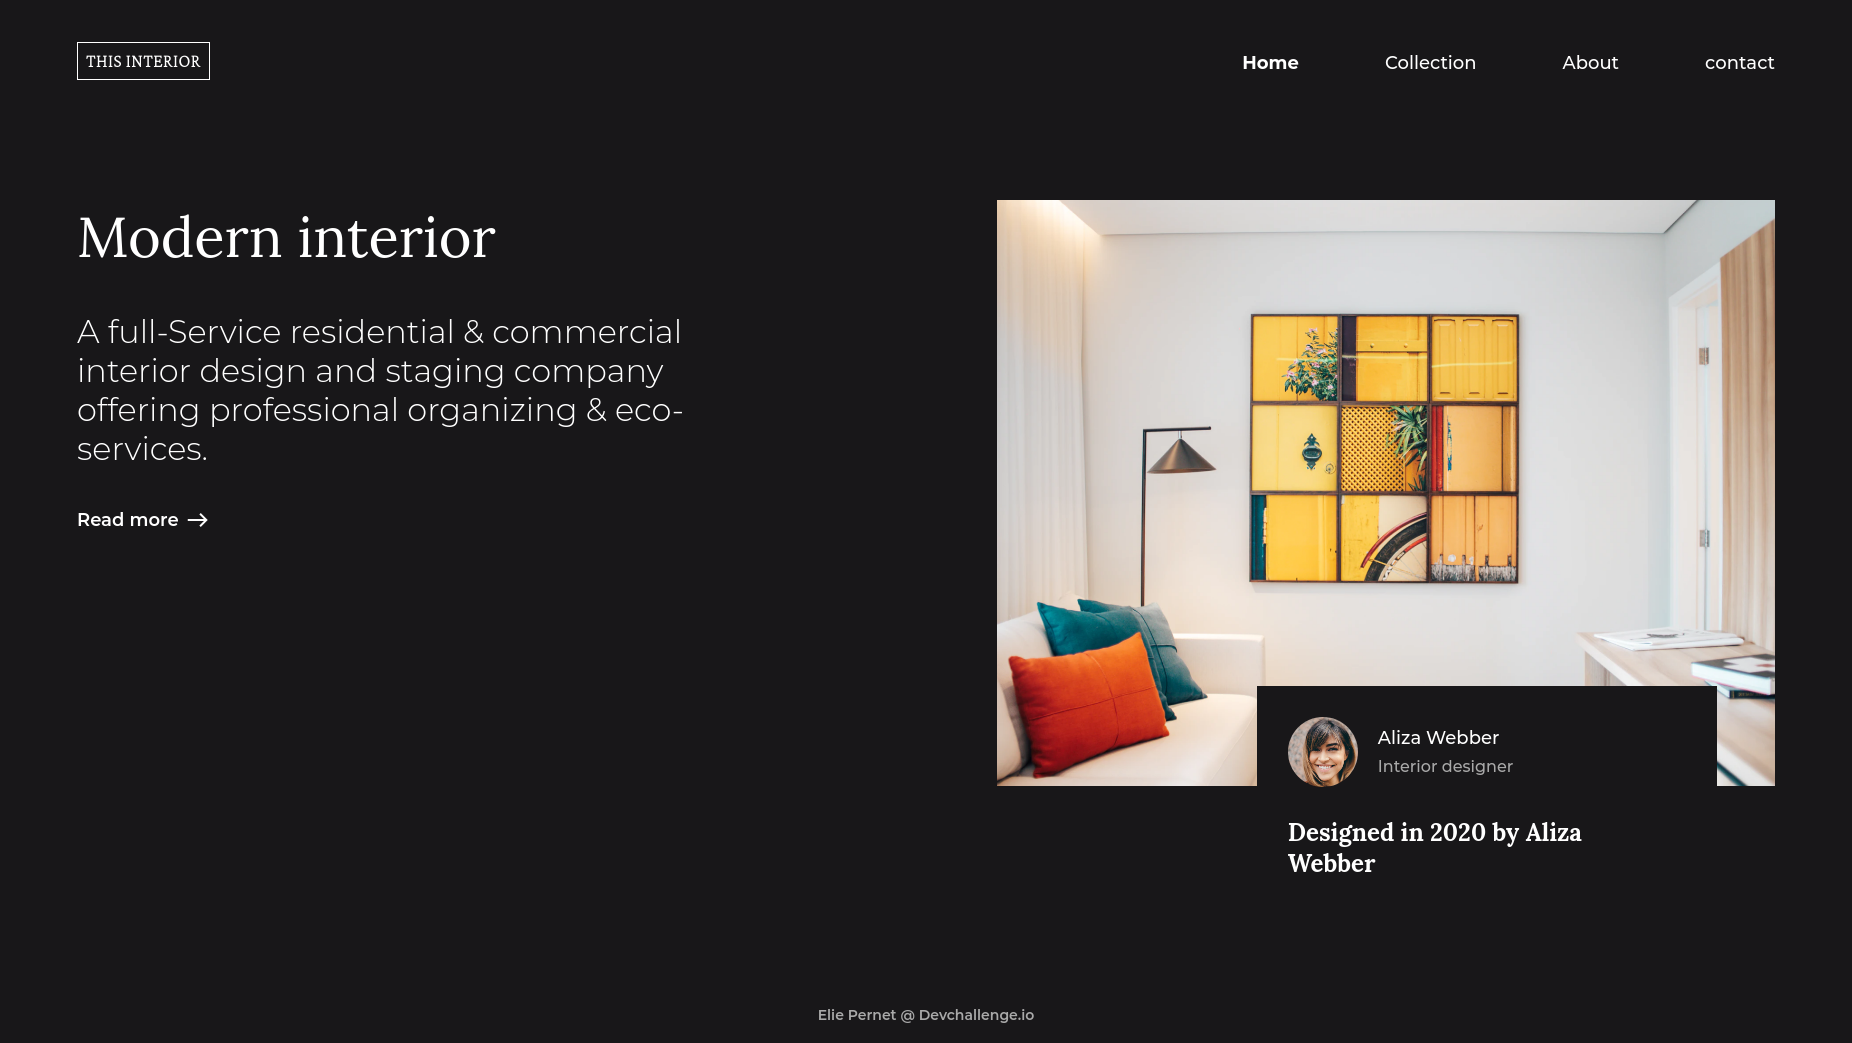 THIS INTERIOR
Home
Collection
About
contact
Modern interior
A full-Service residential & commercial
interior design and staging company
offering professional organizing & eco-
services.
Read more
Aliza Webber
Interior designer
Designed in 2020 by Aliza
Webber
Elie Pernet @ Devchallenge.io